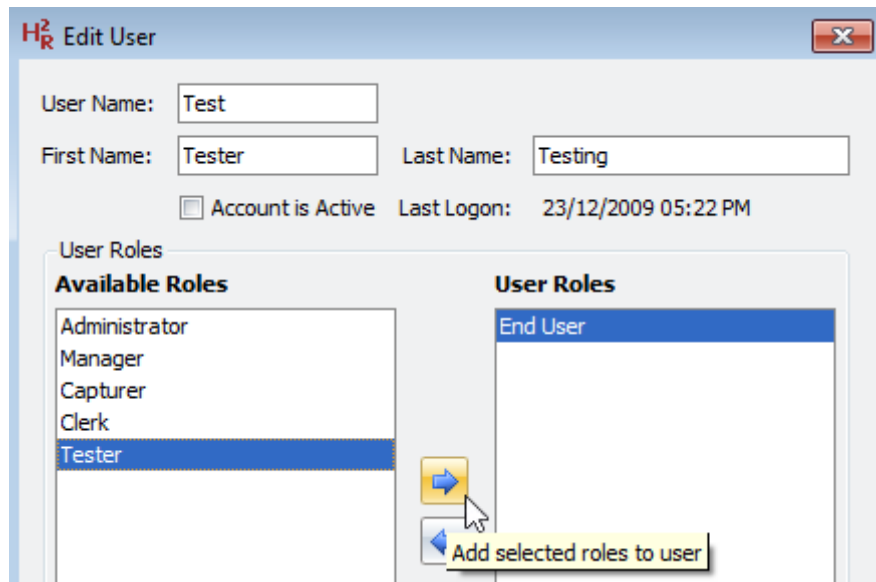 H2R Edit User
User Name: Test
First Name: Tester Last Name: Testing
Account is Active Last Logon: 23/12/2009 05:22 PM
User Roles
Available Roles User Roles
Administrator End User
Manager
Capturer
Clerk
Tester
Add selected roles to user